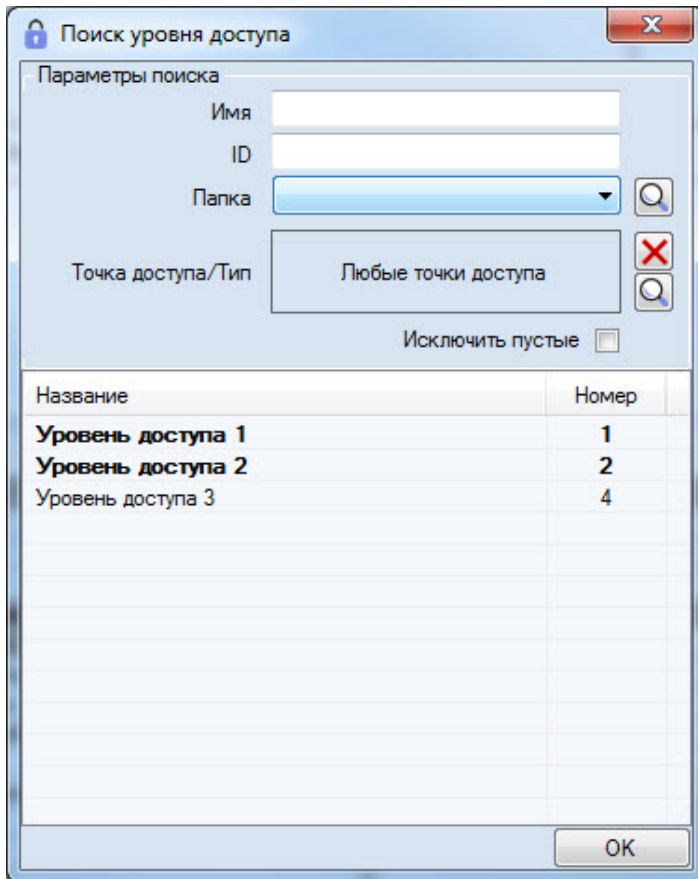 Поиск уровня доступа
Параметры поиска
Имя
ID
Папка
Точка доступа/Тип Любые точки доступа
Исключить пустые
Название Номер
Уровень доступа 1 1
Уровень доступа 2 2
Уровень доступа 3 4
OK